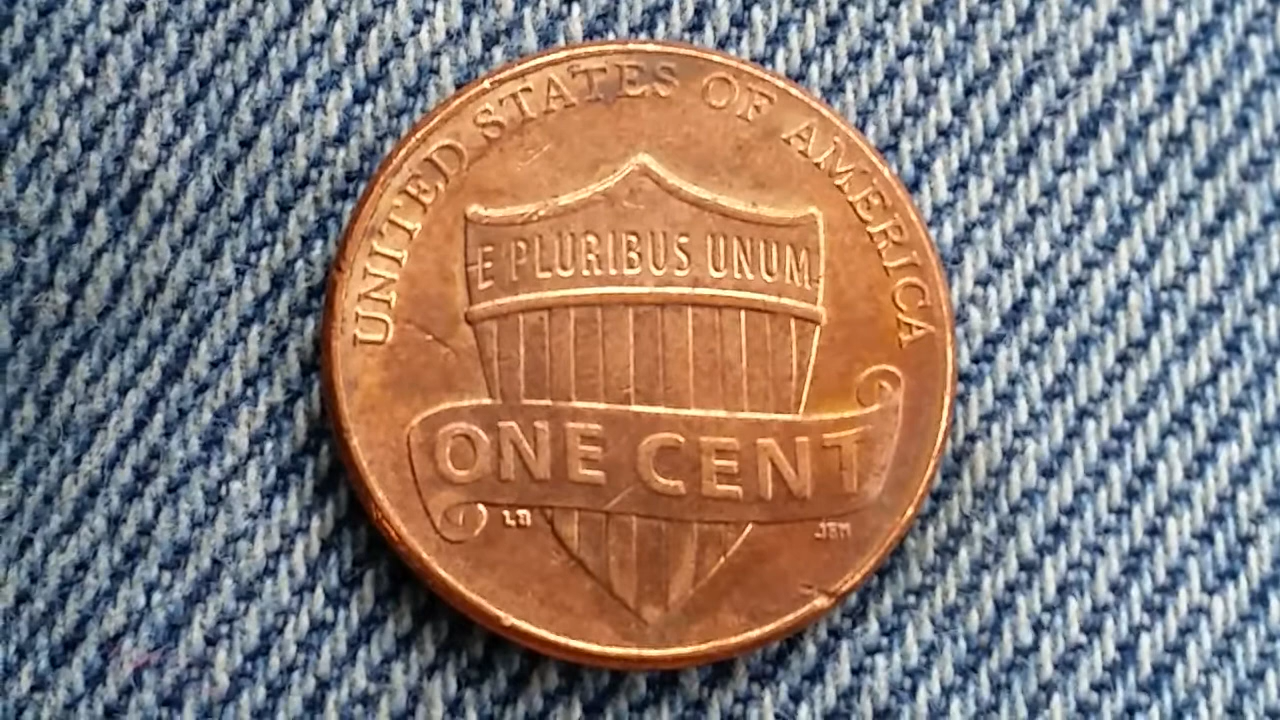 UNITED STATES OF AMERICA
E PLURIBUS UNUM
ONE CENT
LB
JFM